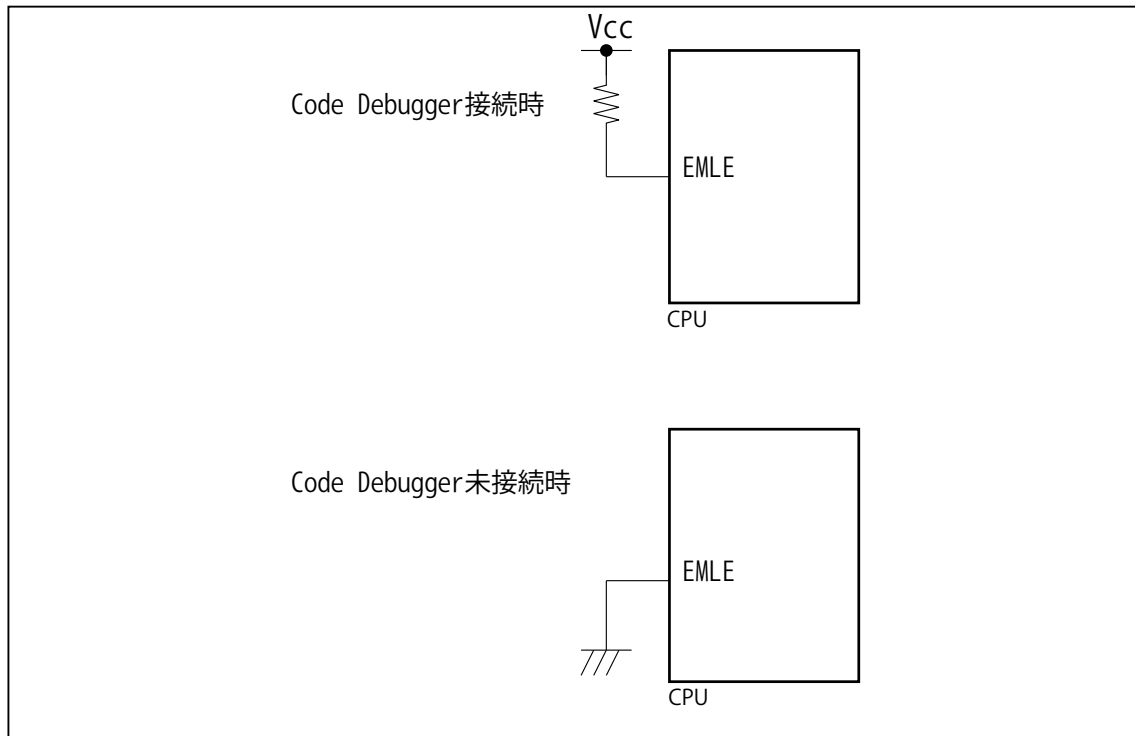 Vcc
Code Debugger接続時
EMLE
CPU
Code Debugger未接続時
EMLE
CPU